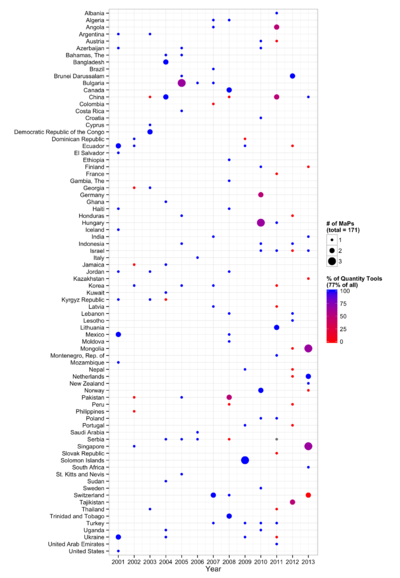 Albania
Algeria
Angola
Argentina
Austria
Azerbaijan
Bahamas, The
Bangladesh
Brazil
Brunei Darussalam
Bulgaria
Canada
China
Colombia
Costa Rica
Croatia
Cyprus
Democratic Republic of the Congo
Dominican Republic
Ecuador
El Salvador
Ethiopia
Finland
France
Gambia, The
Georgia
Germany
Ghana
Haiti
Honduras
Hungary
Iceland
India
Indonesia
Israel
Italy
Jamaica
Jordan
Kazakhstan
Korea
Kuwait
Kyrgyz Republic
Latvia
Lebanon
Lesotho
Lithuania
Mexico
Moldova
Mongolia
Montenegro, Rep. of
Mozambique
Nepal
Netherlands
New Zealand
Norway
Pakistan
Peru
Philippines
Poland
Portugal
Saudi Arabia
Serbia
Singapore
Slovak Republic
Solomon Islands
South Africa
St. Kitts and Nevis
Sudan
Sweden
Switzerland
Tajikistan
Thailand
Trinidad and Tobago
Turkey
Uganda
Ukraine
United Arab Emirates
United States
2001 2002 2003 2004 2005 2006 2007 2008 2009 2010 2011 2012 2013
Year
# of MaPs
(total = 171)
1
2
3
% of Quantity Tools
(77% of all)
100
75
50
25
0